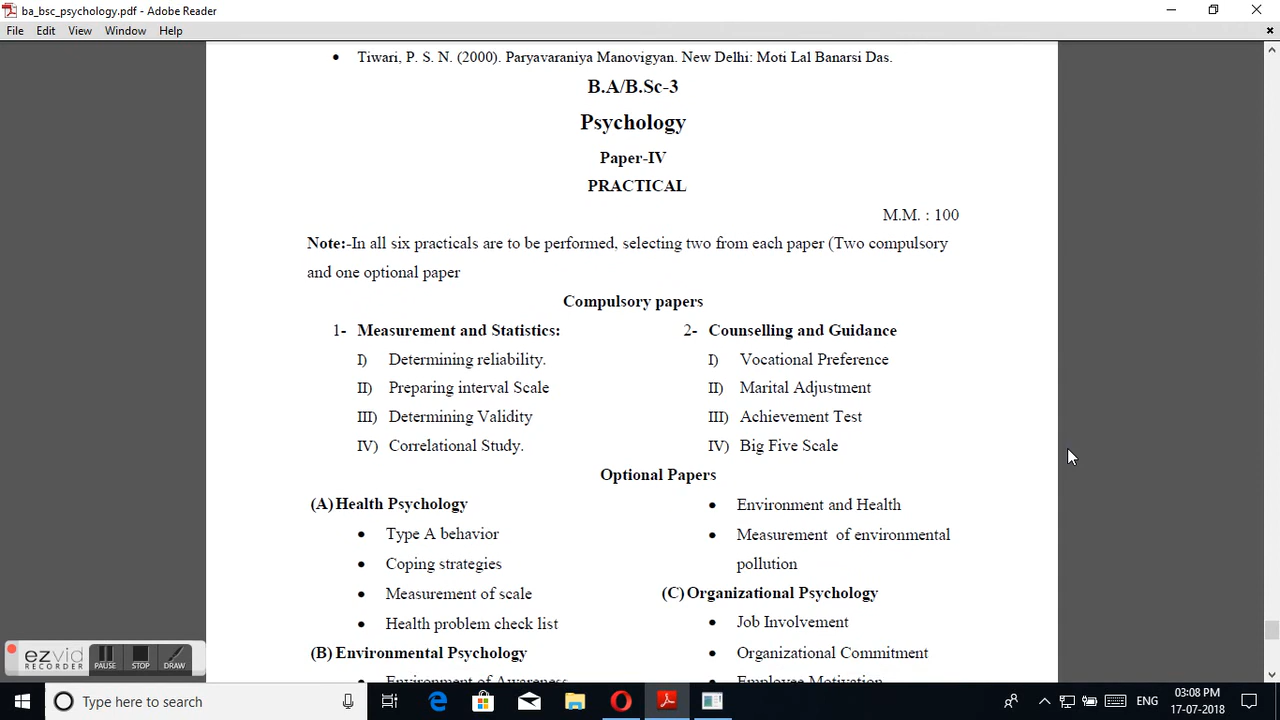 ba_bsc_psychology.pdf - Adobe Reader
File Edit View Window Help
• Tiwari, P. S. N. (2000). Paryavaraniya Manovigyan. New Delhi: Moti Lal Banarsi Das.
B.A/B.Sc-3
Psychology
Paper-IV
PRACTICAL
M.M. : 100
Note:-In all six practicals are to be performed, selecting two from each paper (Two compulsory
and one optional paper
Compulsory papers
1- Measurement and Statistics:
I) Determining reliability.
II) Preparing interval Scale
III) Determining Validity
IV) Correlational Study.
2- Counselling and Guidance
I) Vocational Preference
II) Marital Adjustment
III) Achievement Test
IV) Big Five Scale
Optional Papers
(A) Health Psychology
• Type A behavior
• Coping strategies
• Measurement of scale
• Health problem check list
(B) Environmental Psychology
• Environment of Awareness
• Environment and Health
• Measurement of environmental
pollution
(C) Organizational Psychology
• Job Involvement
• Organizational Commitment
• Employee Motivation
ezvid
RECORDER
PAUSE STOP DRAW
Type here to search
ENG
03:08 PM
17-07-2018